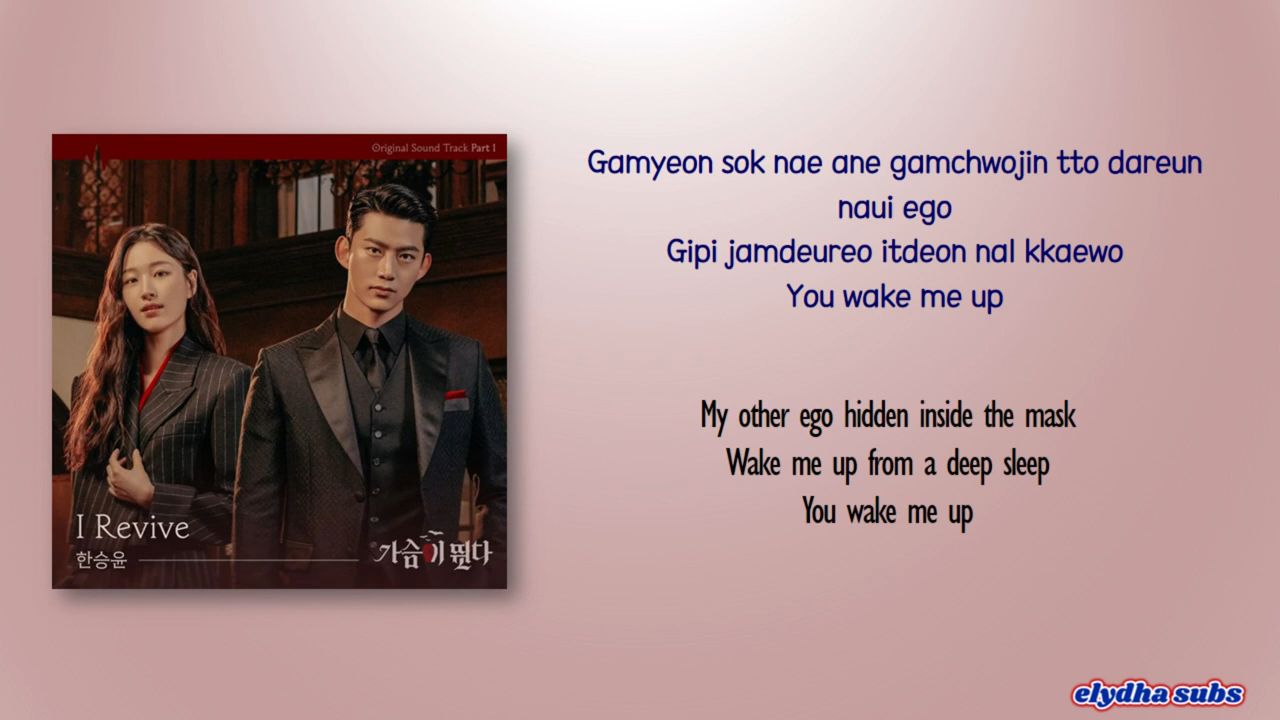 Original Sound Track Part 1
I Revive
한승윤
가슴이 뛴다
Gamyeon sok nae ane gamchwojin tto dareun
naui ego
Gipi jamdeureo itdeon nal kkaewo
You wake me up
My other ego hidden inside the mask
Wake me up from a deep sleep
You wake me up
elydha subs